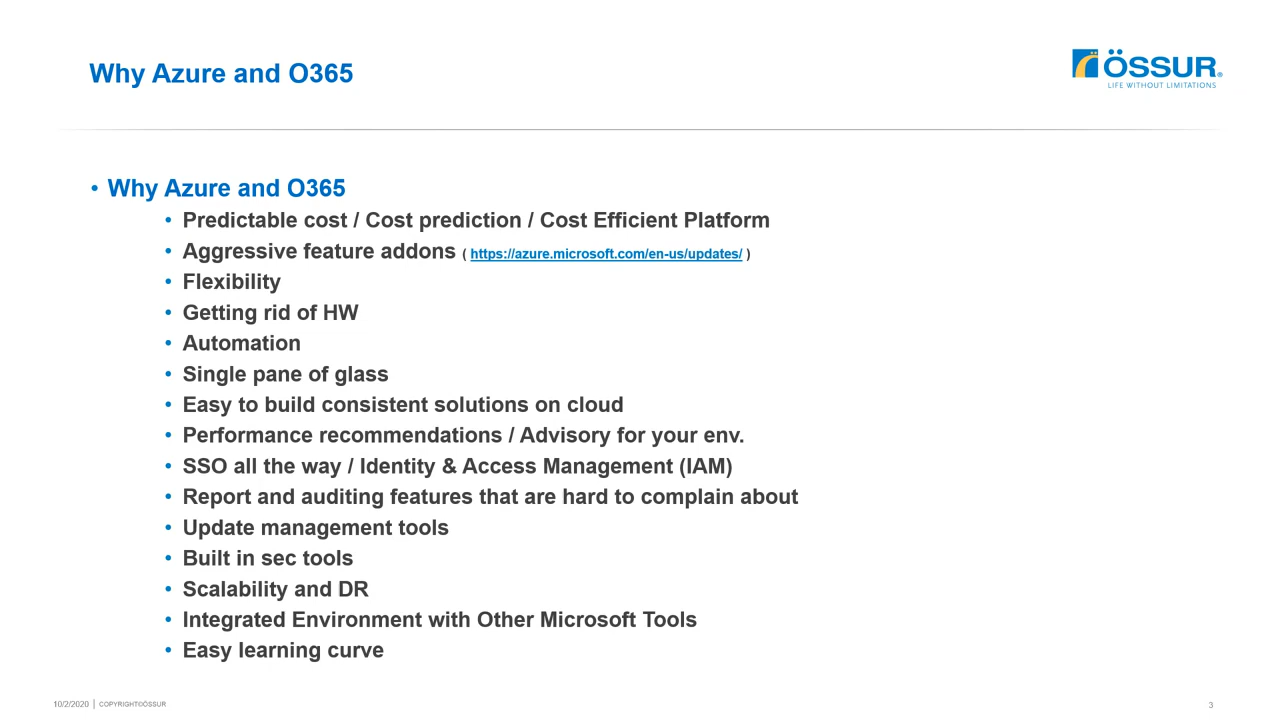 Why Azure and O365
ÖSSUR®
LIFE WITHOUT LIMITATIONS
• Why Azure and O365
• Predictable cost / Cost prediction / Cost Efficient Platform
• Aggressive feature addons ( https://azure.microsoft.com/en-us/updates/ )
• Flexibility
• Getting rid of HW
• Automation
• Single pane of glass
• Easy to build consistent solutions on cloud
• Performance recommendations / Advisory for your env.
• SSO all the way / Identity & Access Management (IAM)
• Report and auditing features that are hard to complain about
• Update management tools
• Built in sec tools
• Scalability and DR
• Integrated Environment with Other Microsoft Tools
• Easy learning curve
10/2/2020 | COPYRIGHT©ÖSSUR
3